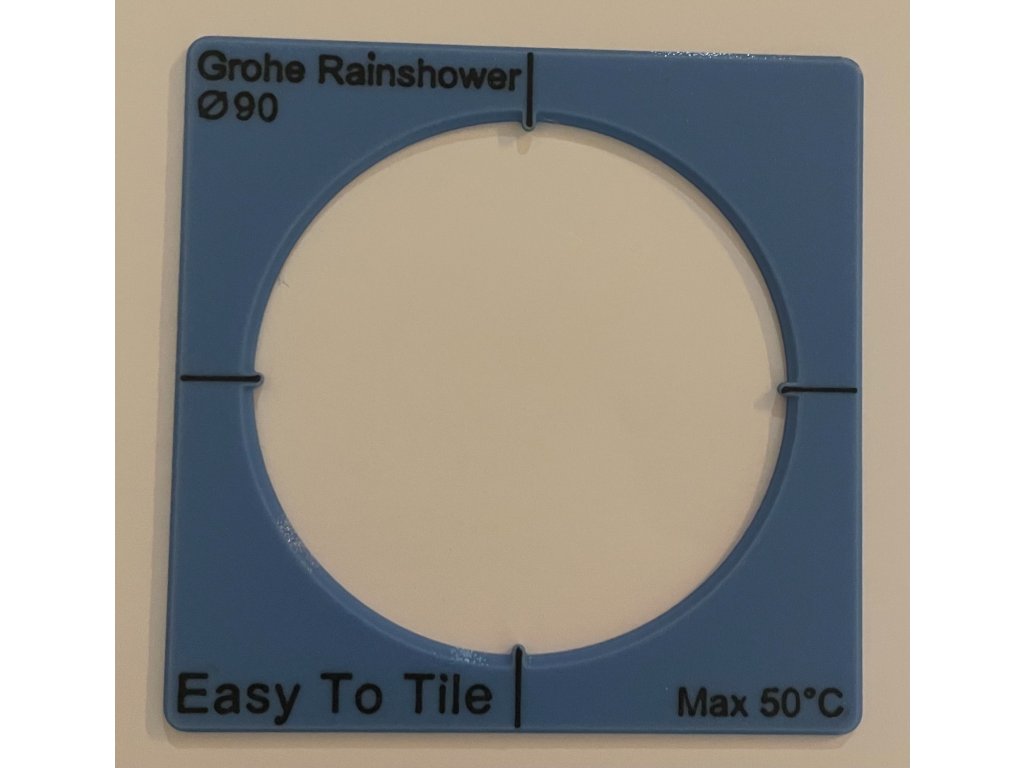 Grohe Rainshower
Ø90
Easy To Tile
Max 50°C